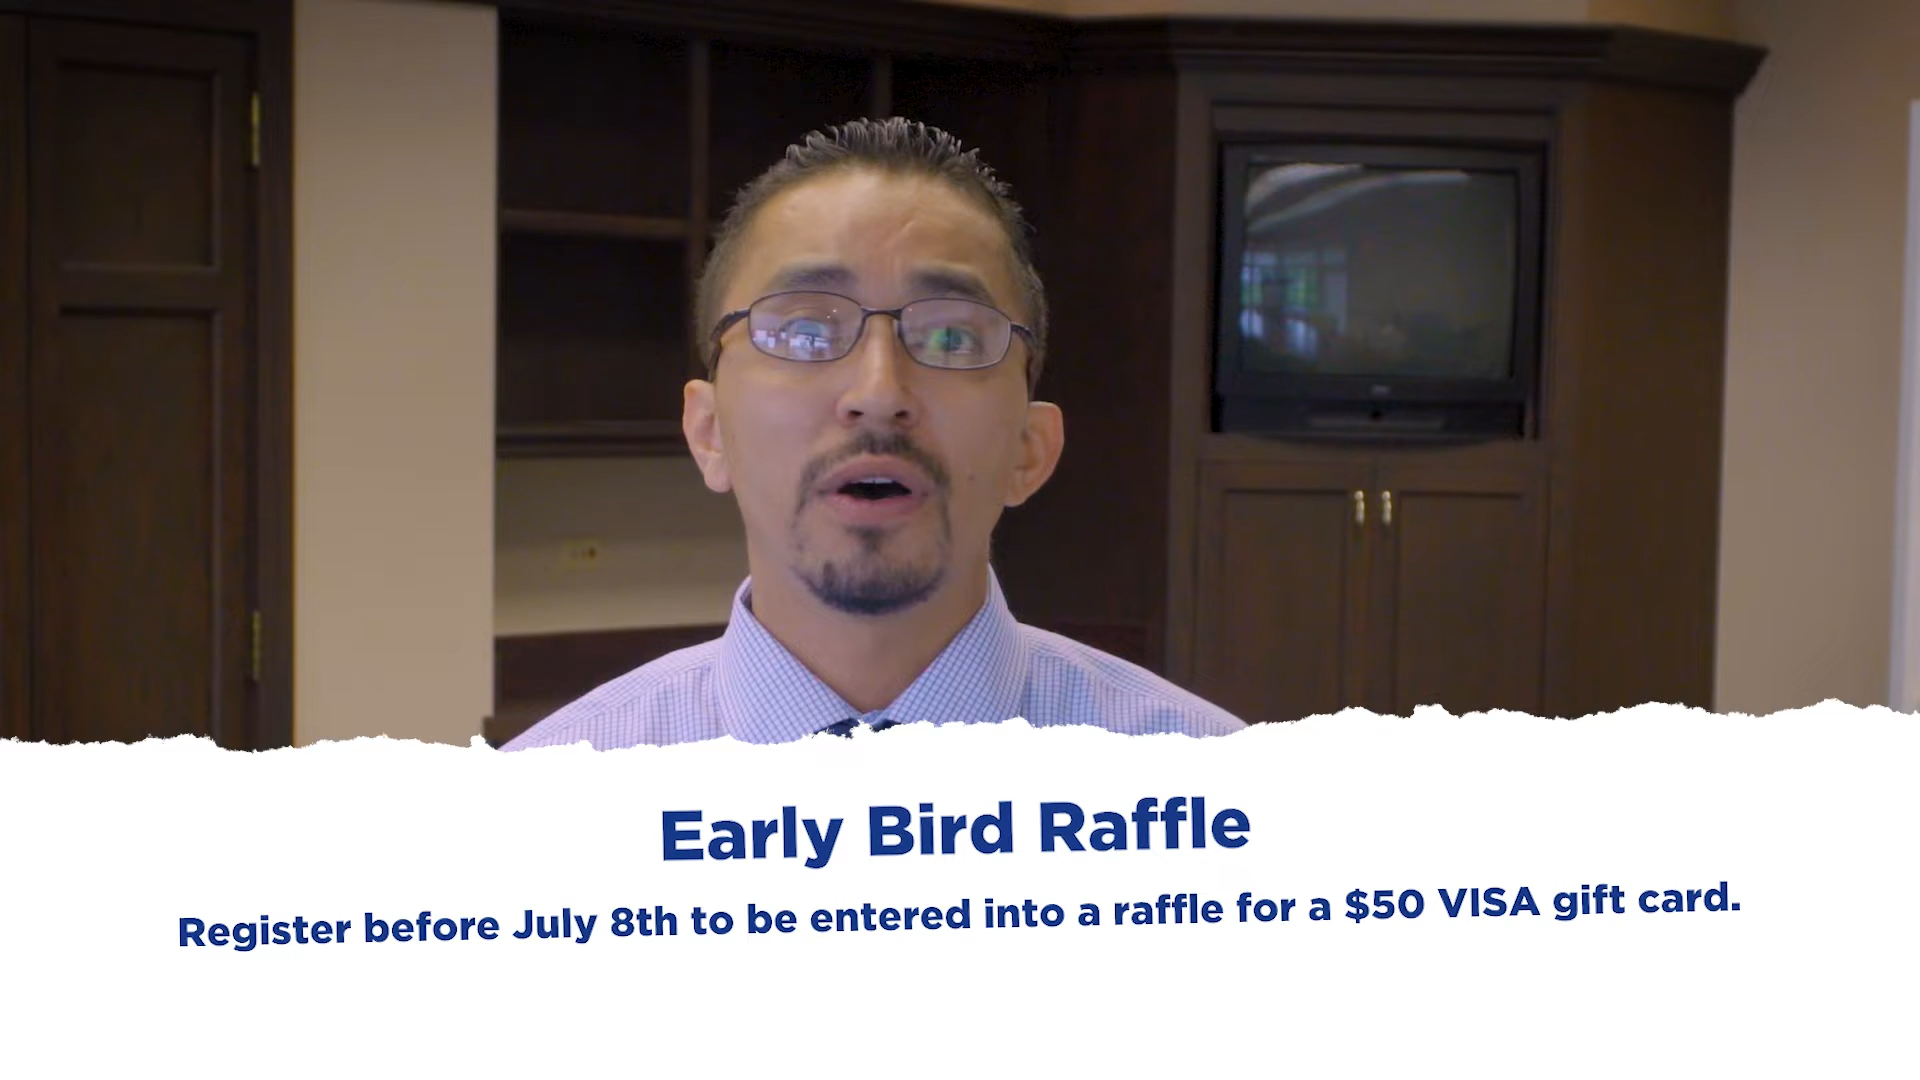 Early Bird Raffle
Register before July 8th to be entered into a raffle for a $50 VISA gift card.